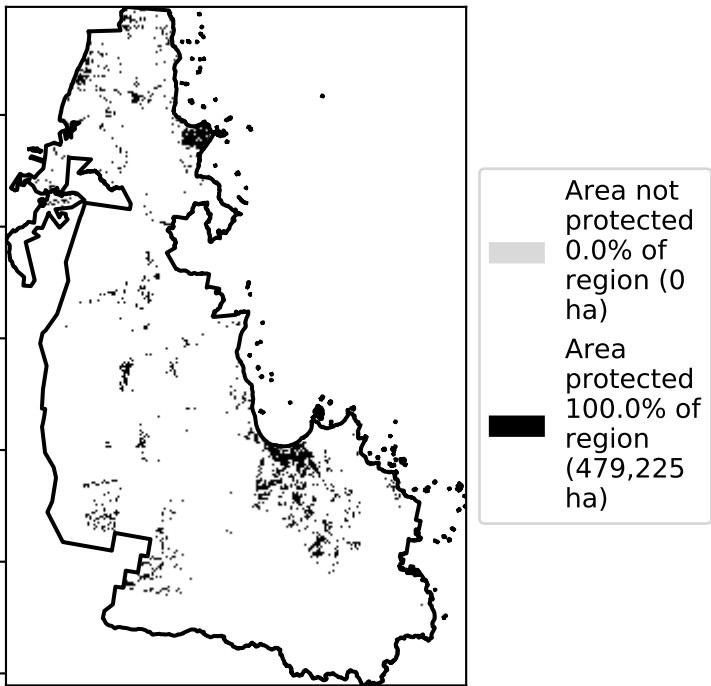 Area not
protected
0.0% of
region (0
ha)
Area
protected
100.0% of
region
(479,225
ha)